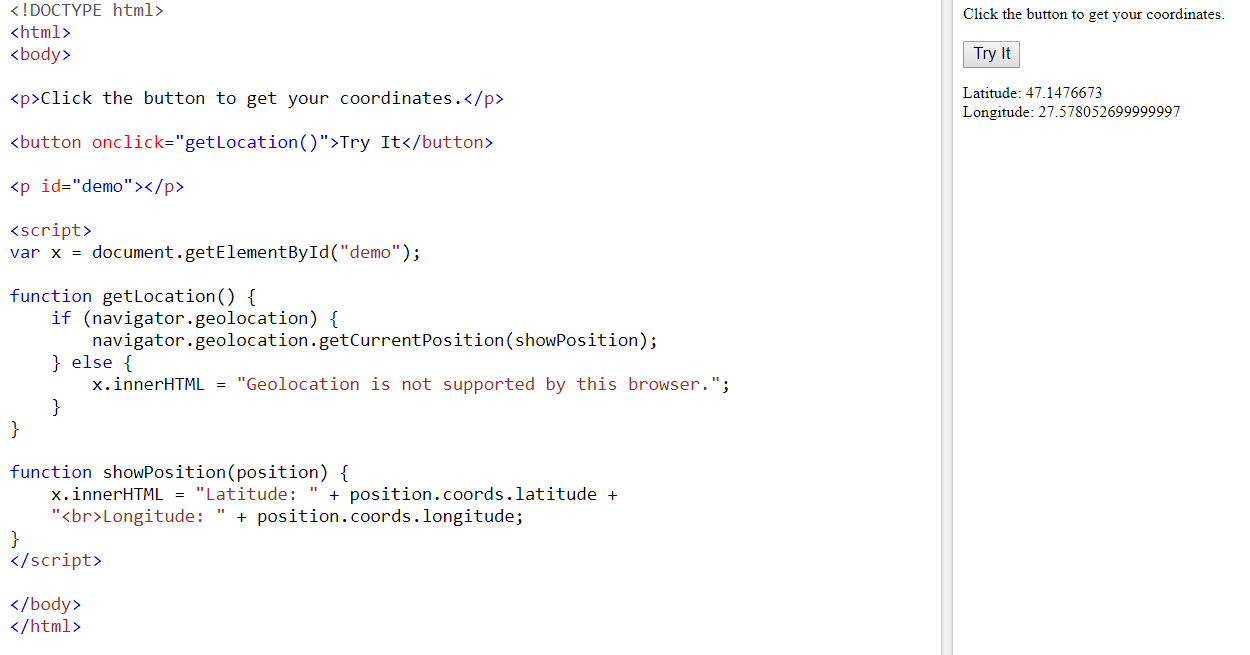 <!DOCTYPE html>
<html>
<body>
<p>Click the button to get your coordinates.</p>
<button onclick="getLocation()">Try It</button>
<p id="demo"></p>
<script>
var x = document.getElementById("demo");
function getLocation() {
    if (navigator.geolocation) {
        navigator.geolocation.getCurrentPosition(showPosition);
    } else {
        x.innerHTML = "Geolocation is not supported by this browser.";
    }
}
function showPosition(position) {
    x.innerHTML = "Latitude: " + position.coords.latitude +
    "<br>Longitude: " + position.coords.longitude;
}
</script>
</body>
</html>
Click the button to get your coordinates.
Try It
Latitude: 47.1476673
Longitude: 27.578052699999997